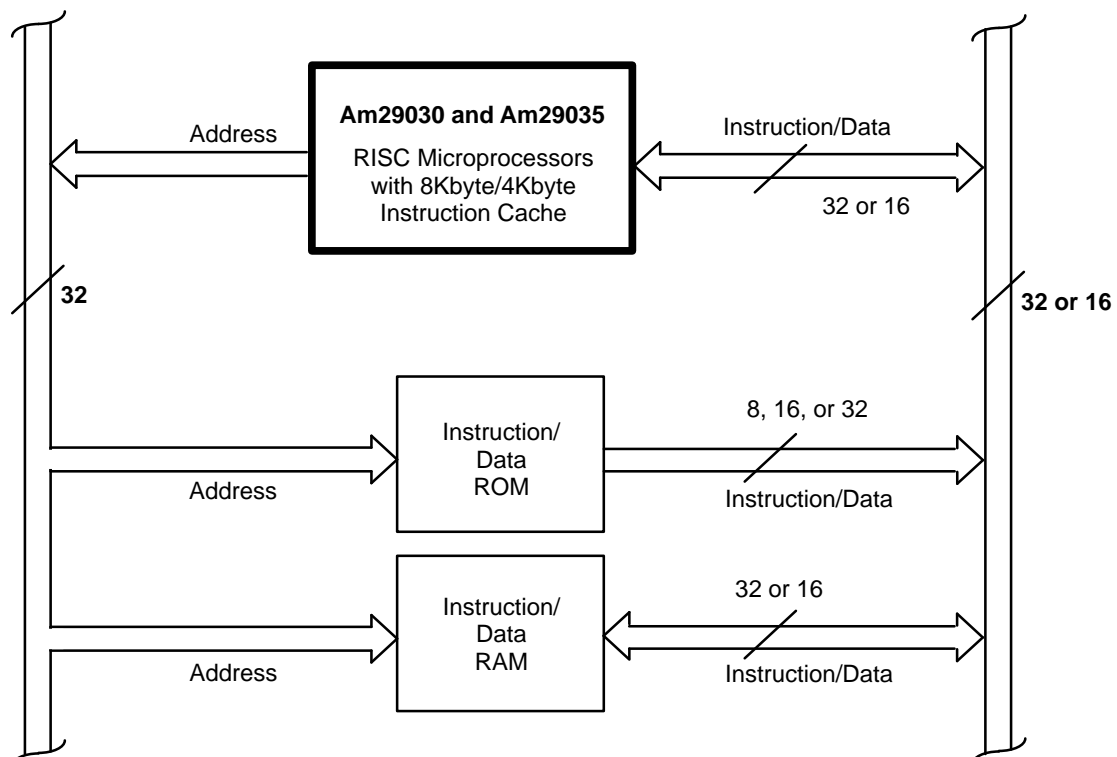 Am29030 and Am29035
RISC Microprocessors
with 8Kbyte/4Kbyte
Instruction Cache
Address
Instruction/Data
32 or 16
32
32 or 16
Instruction/
Data
ROM
Address
8, 16, or 32
Instruction/Data
Instruction/
Data
RAM
Address
32 or 16
Instruction/Data